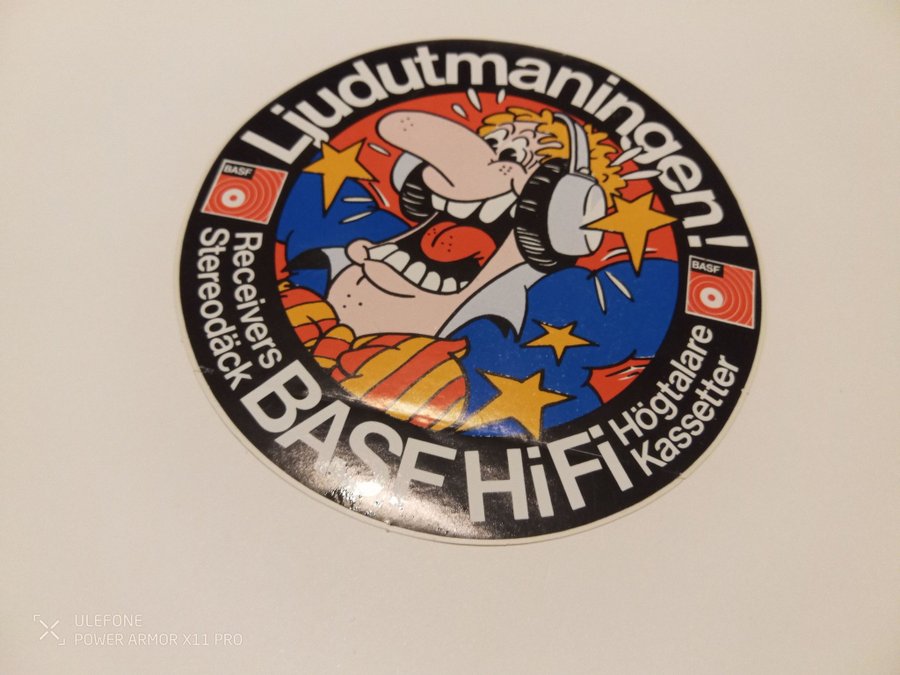 Ljudutmaningen!
BASF
BASF
Receivers
Stereodäck
BASF HiFi
Högtalare
Kassetter
ULEFONE
POWER ARMOR X11 PRO